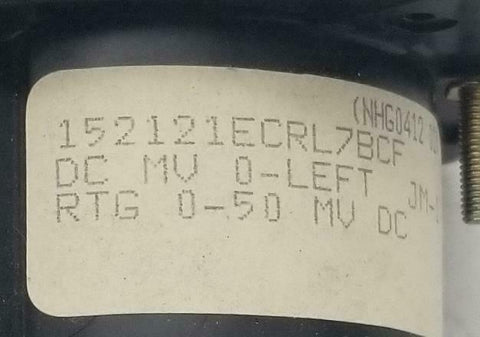 (NHG0412
152121ECRL7BCF
DC MV 0-LEFT
RTG 0-50 MV DC